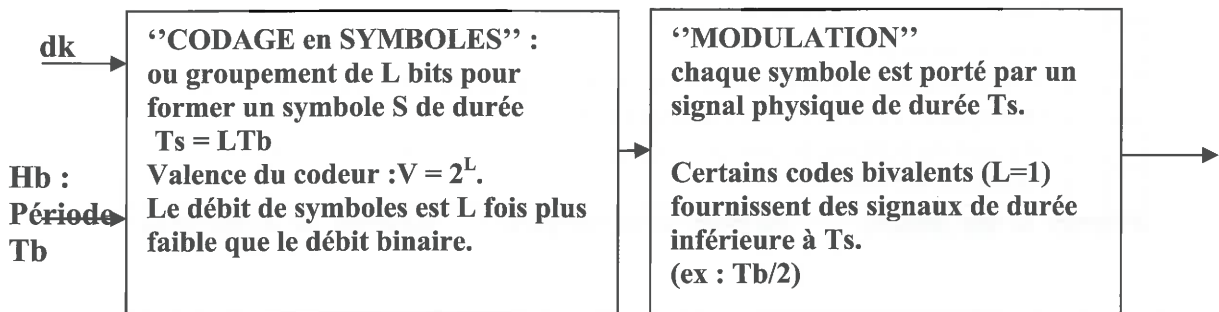 dk
Hb :
Période
Tb
‘’CODAGE en SYMBOLES’’ :
ou groupement de L bits pour
former un symbole S de durée
Ts = LTb
Valence du codeur :V = 2^L.
Le débit de symboles est L fois plus
faible que le débit binaire.
‘’MODULATION’’
chaque symbole est porté par un
signal physique de durée Ts.
Certains codes bivalents (L=1)
fournissent des signaux de durée
inférieure à Ts.
(ex : Tb/2)